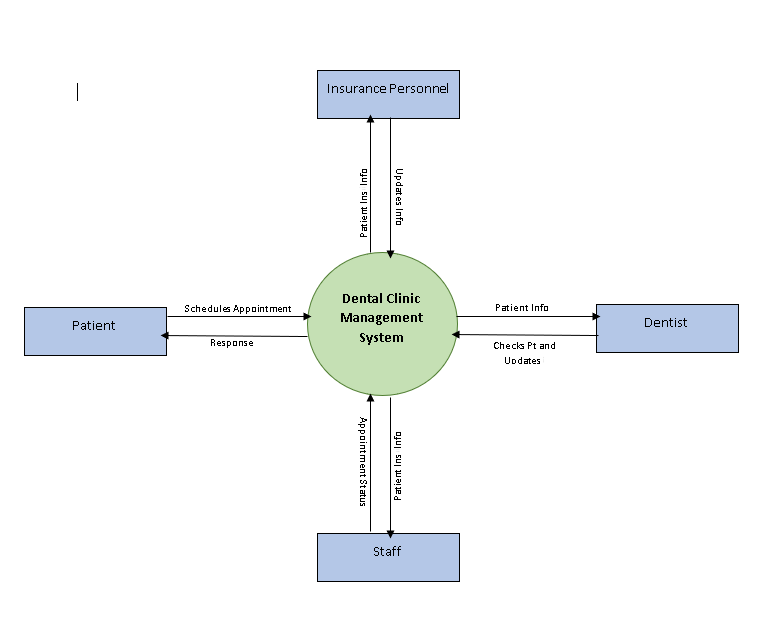 Insurance Personnel
Patient Ins Info
Updates Info
Dental Clinic
Management
System
Schedules Appointment
Patient
Response
Patient Info
Dentist
Checks Pt and
Updates
Appointment Status
Patient Ins Info
Staff